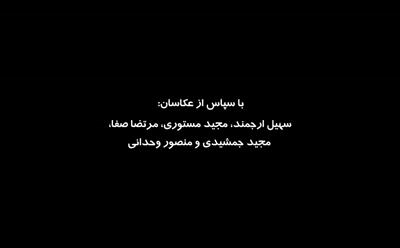 با سپاس از عکاسان:
سهیل ارجمند، مجید مستوری، مرتضا صفا،
مجید جمشیدی و منصور وحدانی